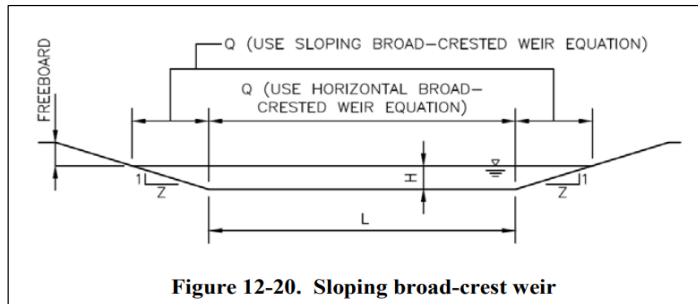 Q (USE SLOPING BROAD-CRESTED WEIR EQUATION)
Q (USE HORIZONTAL BROAD-
CRESTED WEIR EQUATION)
FREEBOARD
1
Z
H
1
Z
L
Figure 12-20. Sloping broad-crest weir